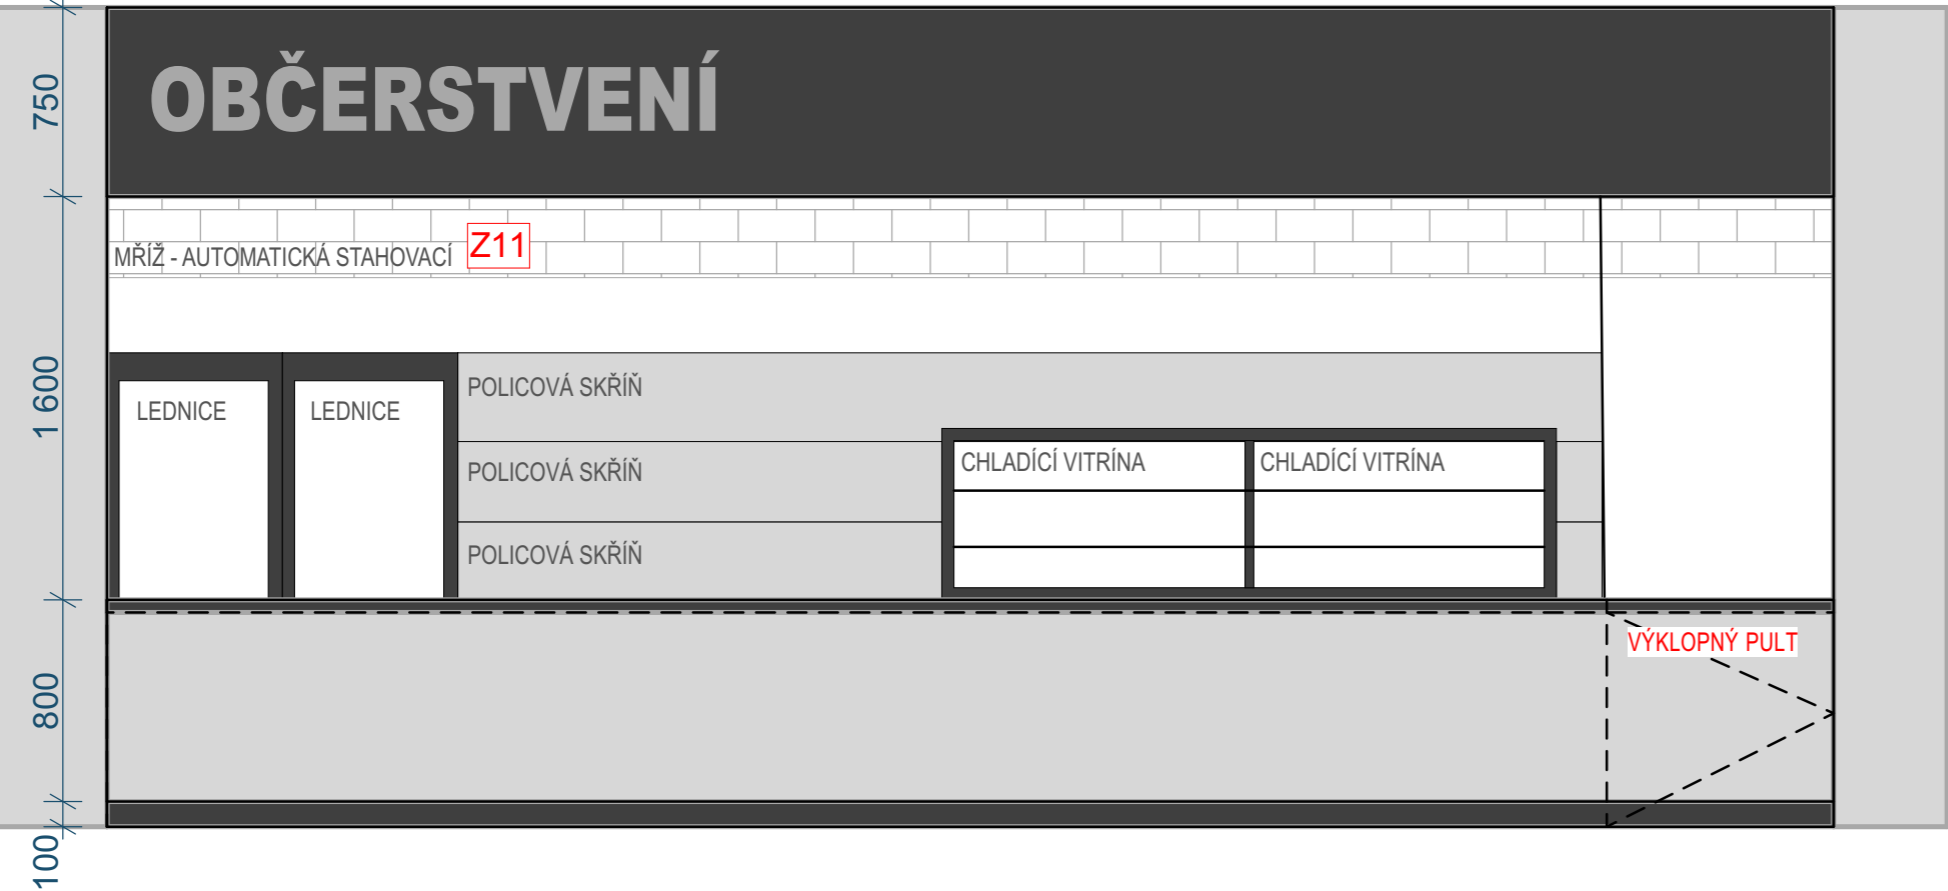 OBČERSTVENÍ
750
MŘÍŽ - AUTOMATICKÁ STAHOVACÍ Z11
1 600
LEDNICE
LEDNICE
POLICOVÁ SKŘÍŇ
POLICOVÁ SKŘÍŇ
POLICOVÁ SKŘÍŇ
CHLADÍCÍ VITRÍNA
CHLADÍCÍ VITRÍNA
VÝKLOPNÝ PULT
800
100